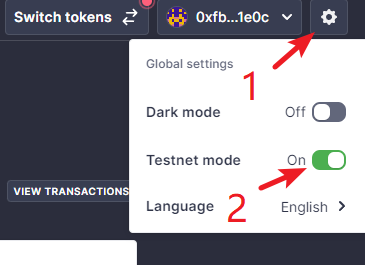 Switch tokens
0xfb...1e0c
1
Global settings
Dark mode Off
Testnet mode On
VIEW TRANSACTIONS
2
Language English